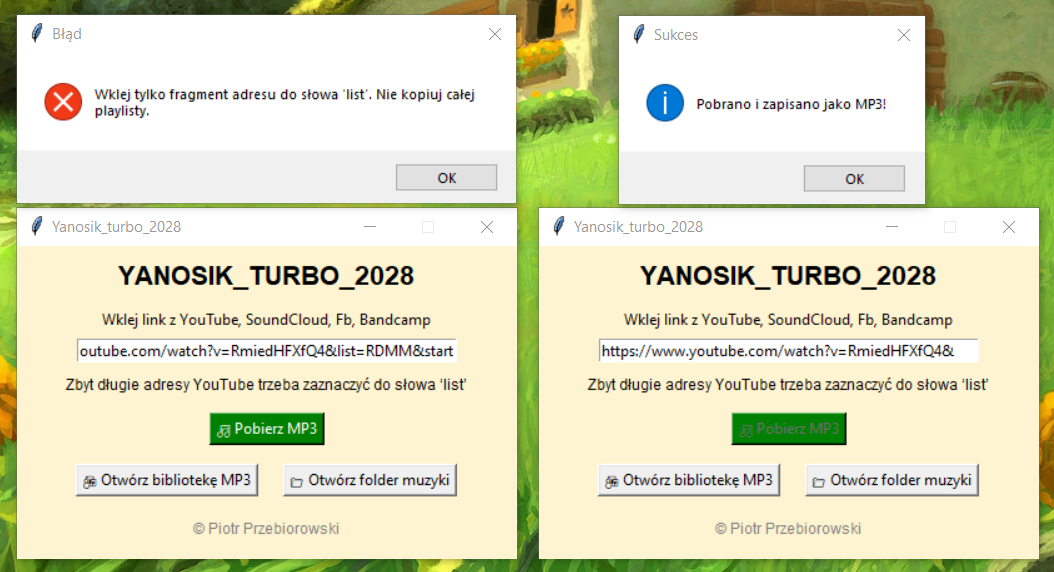 Błąd
Wklej tylko fragment adresu do słowa 'list'. Nie kopiuj całej
playlisty.
OK
Sukces
Pobrano i zapisano jako MP3!
OK
Yanosik_turbo_2028
YANOSIK_TURBO_2028
Wklej link z YouTube, SoundCloud, Fb, Bandcamp
outube.com/watch?v=RmiedHFXfQ4&list=RDMM&start
Zbyt długie adresy YouTube trzeba zaznaczyć do słowa 'list'
Pobierz MP3
Otwórz bibliotekę MP3
Otwórz folder muzyki
© Piotr Przebiorowski
Yanosik_turbo_2028
YANOSIK_TURBO_2028
Wklej link z YouTube, SoundCloud, Fb, Bandcamp
https://www.youtube.com/watch?v=RmiedHFXfQ4&
Zbyt długie adresy YouTube trzeba zaznaczyć do słowa 'list'
Pobierz MP3
Otwórz bibliotekę MP3
Otwórz folder muzyki
© Piotr Przebiorowski